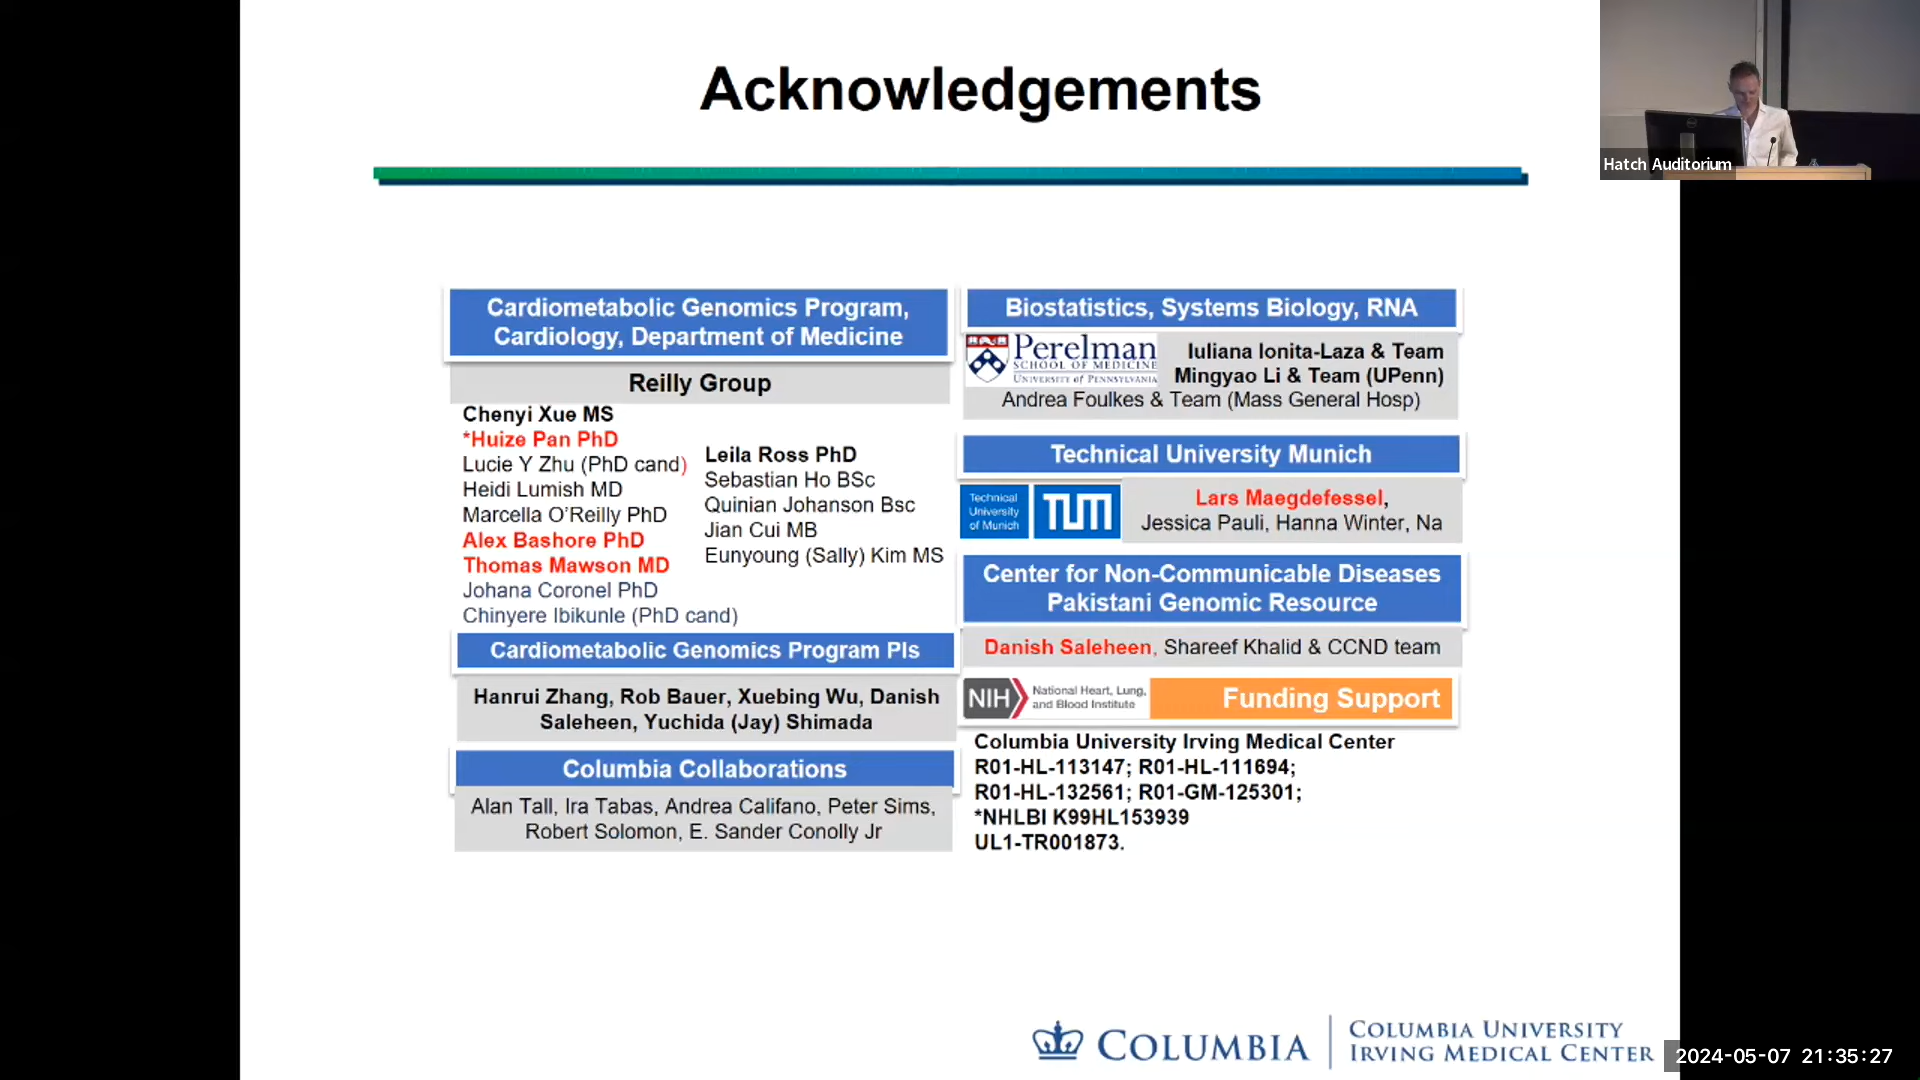 Acknowledgements
Hatch Auditorium
Cardiometabolic Genomics Program,
Cardiology, Department of Medicine
Reilly Group
Chenyi Xue MS
*Huize Pan PhD
Lucie Y Zhu (PhD cand)
Heidi Lumish MD
Marcella O'Reilly PhD
Alex Bashore PhD
Thomas Mawson MD
Johana Coronel PhD
Chinyere Ibikunle (PhD cand)
Leila Ross PhD
Sebastian Ho BSc
Quinian Johanson Bsc
Jian Cui MB
Eunyoung (Sally) Kim MS
Cardiometabolic Genomics Program PIs
Hanrui Zhang, Rob Bauer, Xuebing Wu, Danish
Saleheen, Yuchida (Jay) Shimada
Columbia Collaborations
Alan Tall, Ira Tabas, Andrea Califano, Peter Sims,
Robert Solomon, E. Sander Conolly Jr
Biostatistics, Systems Biology, RNA
Perelman
SCHOOL OF MEDICINE
UNIVERSITY of PENNSYLVANIA
Iuliana Ionita-Laza & Team
Mingyao Li & Team (UPenn)
Andrea Foulkes & Team (Mass General Hosp)
Technical University Munich
Technical
University
of Munich
TUM
Lars Maegdefessel,
Jessica Pauli, Hanna Winter, Na
Center for Non-Communicable Diseases
Pakistani Genomic Resource
Danish Saleheen, Shareef Khalid & CCND team
NIH
National Heart, Lung,
and Blood Institute
Funding Support
Columbia University Irving Medical Center
R01-HL-113147; R01-HL-111694;
R01-HL-132561; R01-GM-125301;
*NHLBI K99HL153939
UL1-TR001873.
COLUMBIA
COLUMBIA UNIVERSITY
IRVING MEDICAL CENTER
2024-05-07 21:35:27